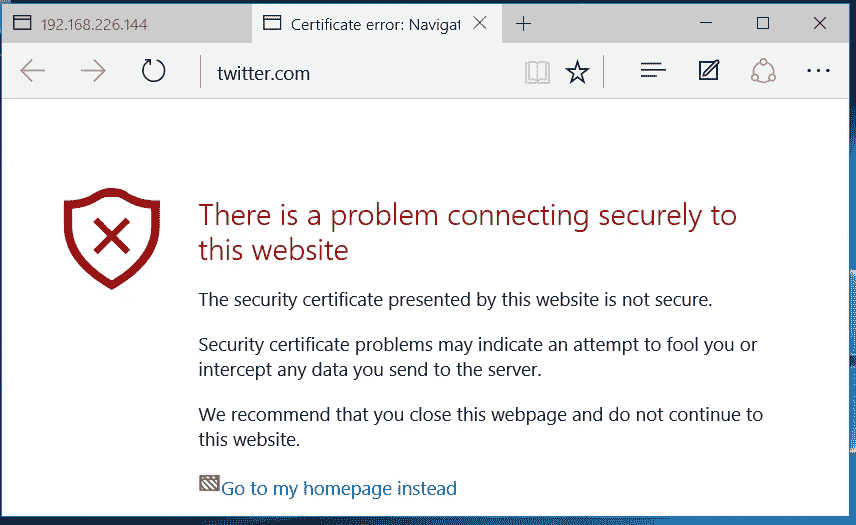 192.168.226.144
Certificate error: Navigat
twitter.com
There is a problem connecting securely to
this website
The security certificate presented by this website is not secure.
Security certificate problems may indicate an attempt to fool you or
intercept any data you send to the server.
We recommend that you close this webpage and do not continue to
this website.
Go to my homepage instead